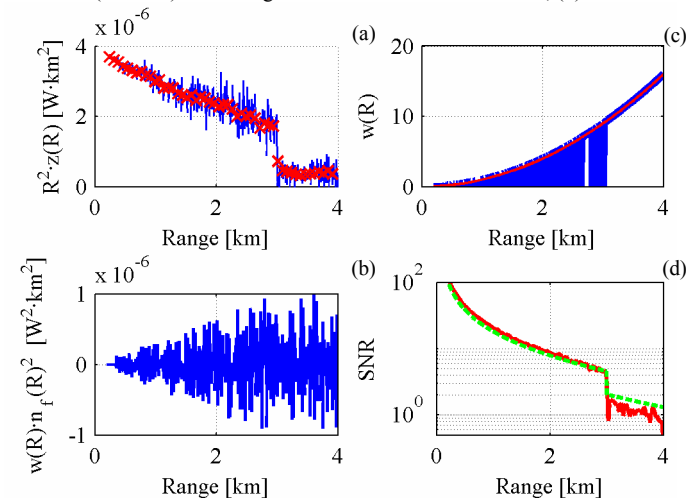 x 10^-6
(a)
4
2
0
R^2·z(R) [W·km^2]
0 2 4
Range [km]
(c)
20
10
0
w(R)
0 2 4
Range [km]
x 10^-6
(b)
1
0
-1
w(R)·n_f(R)^2 [W^2·km^2]
0 2 4
Range [km]
(d)
10^2
10^0
SNR
0 1 2 3 4
Range [km]